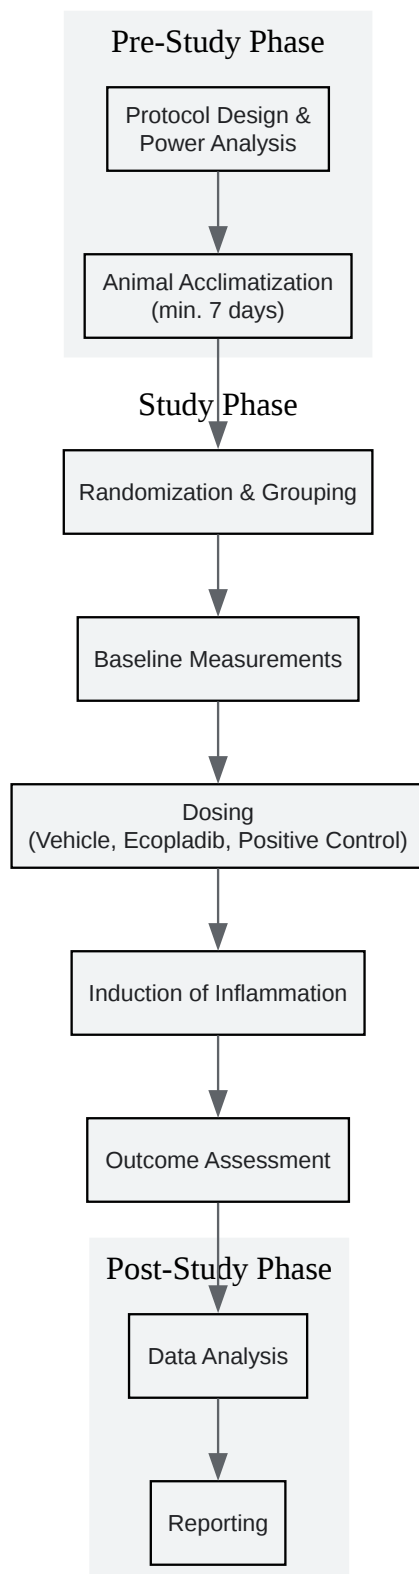 Pre-Study Phase
Protocol Design &
Power Analysis
Animal Acclimatization
(min. 7 days)
Study Phase
Randomization & Grouping
Baseline Measurements
Dosing
(Vehicle, Ecopladib, Positive Control)
Induction of Inflammation
Outcome Assessment
Post-Study Phase
Data Analysis
Reporting